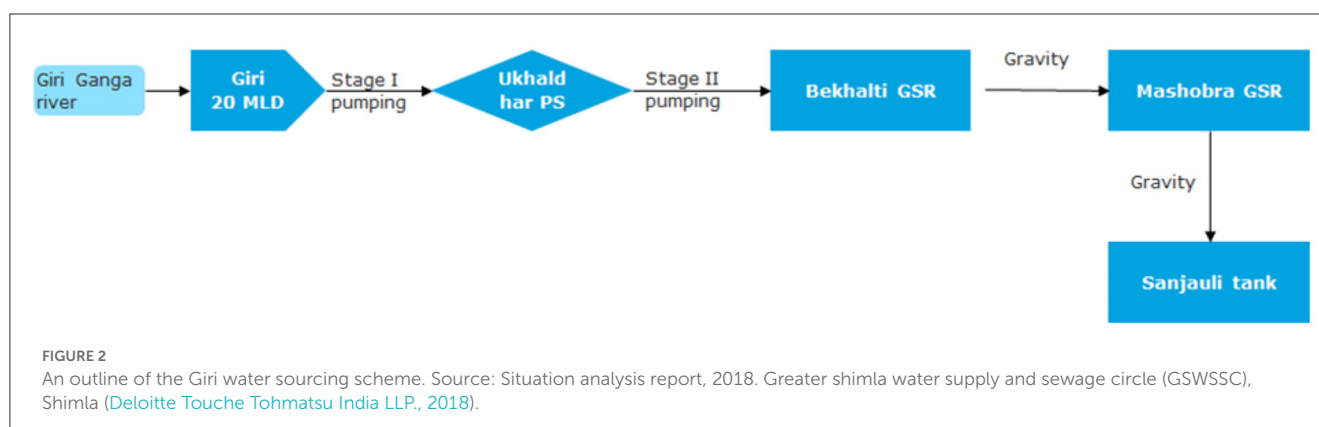 Giri Ganga
river
Giri
20 MLD
Stage I
pumping
Ukhald
har PS
Stage II
pumping
Bekhalti GSR
Gravity
Mashobra GSR
Gravity
Sanjauli tank
FIGURE 2
An outline of the Giri water sourcing scheme. Source: Situation analysis report, 2018. Greater shimla water supply and sewage circle (GSWSSC),
Shimla (Deloitte Touche Tohmatsu India LLP., 2018).